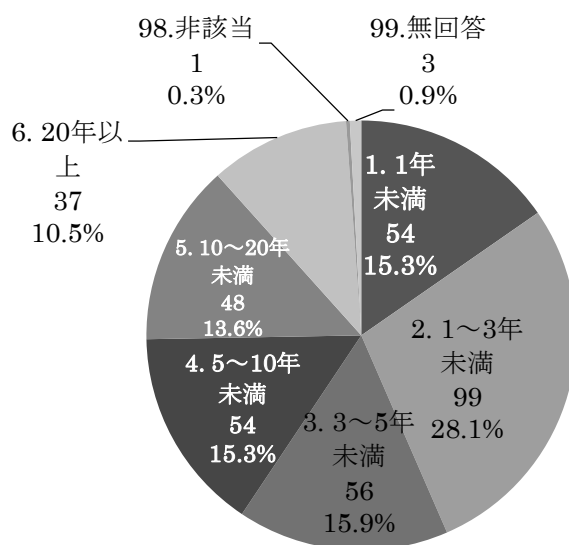 98.非該当
1
0.3%
99.無回答
3
0.9%
6. 20年以
上
37
10.5%
1. 1年
未満
54
15.3%
5. 10～20年
未満
48
13.6%
2. 1～3年
未満
99
28.1%
4. 5～10年
未満
54
15.3%
3. 3～5年
未満
56
15.9%